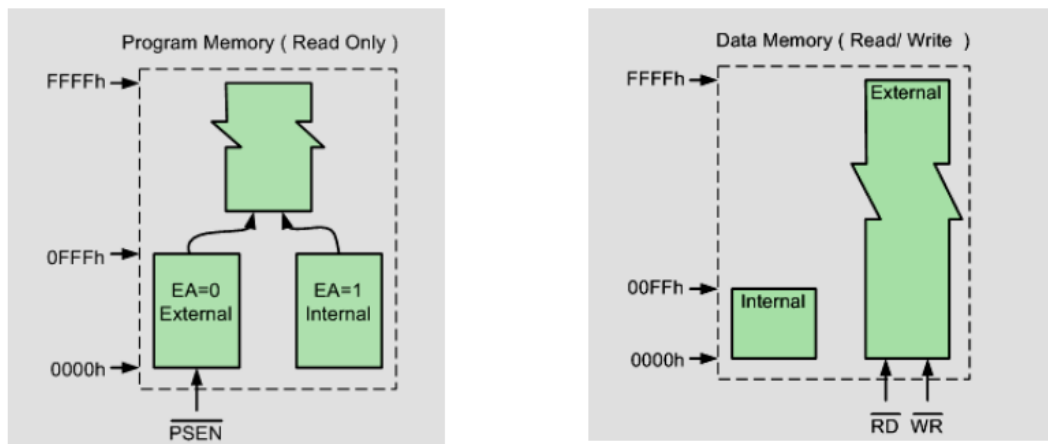 Program Memory ( Read Only )
FFFFh
0FFFh
EA=0
External
EA=1
Internal
0000h
PSEN
Data Memory ( Read/ Write )
FFFFh
External
00FFh
Internal
0000h
RD WR